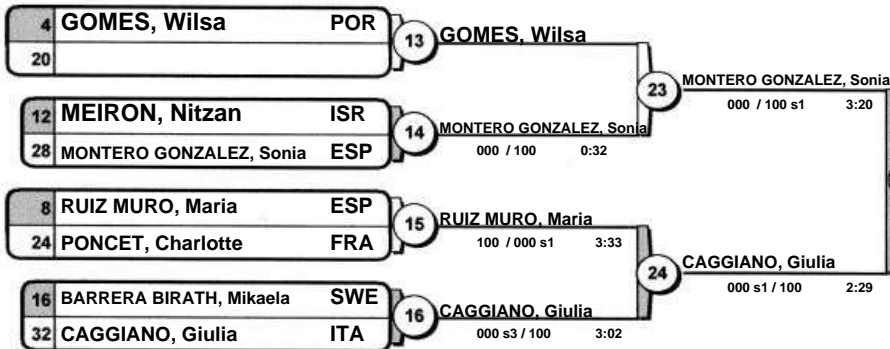 4 GOMES, Wilsa POR
20
13 GOMES, Wilsa
12 MEIRON, Nitzan ISR
28 MONTERO GONZALEZ, Sonia ESP
14 MONTERO GONZALEZ, Sonia
000 / 100 0:32
23 MONTERO GONZALEZ, Sonia
000 / 100 s1 3:20
8 RUIZ MURO, Maria ESP
24 PONCET, Charlotte FRA
15 RUIZ MURO, Maria
100 / 000 s1 3:33
16 BARRERA BIRATH, Mikaela SWE
32 CAGGIANO, Giulia ITA
16 CAGGIANO, Giulia
000 s3 / 100 3:02
24 CAGGIANO, Giulia
000 s1 / 100 2:29